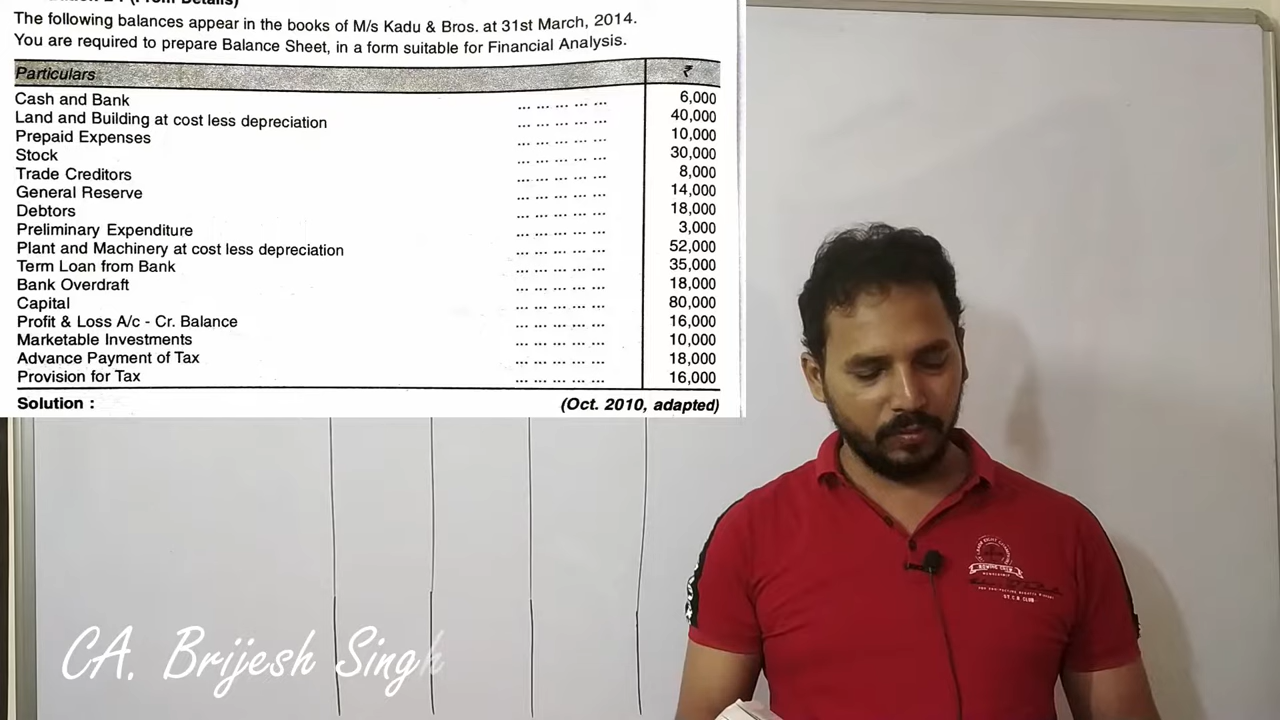 The following balances appear in the books of M/s Kadu & Bros. at 31st March, 2014.
You are required to prepare Balance Sheet, in a form suitable for Financial Analysis.
Particulars ₹
Cash and Bank ... ... ... ... ... 6,000
Land and Building at cost less depreciation ... ... ... ... ... 40,000
Prepaid Expenses ... ... ... ... ... 10,000
Stock ... ... ... ... ... 30,000
Trade Creditors ... ... ... ... ... 8,000
General Reserve ... ... ... ... ... 14,000
Debtors ... ... ... ... ... 18,000
Preliminary Expenditure ... ... ... ... ... 3,000
Plant and Machinery at cost less depreciation ... ... ... ... ... 52,000
Term Loan from Bank ... ... ... ... ... 35,000
Bank Overdraft ... ... ... ... ... 18,000
Capital ... ... ... ... ... 80,000
Profit & Loss A/c - Cr. Balance ... ... ... ... ... 16,000
Marketable Investments ... ... ... ... ... 10,000
Advance Payment of Tax ... ... ... ... ... 18,000
Provision for Tax ... ... ... ... ... 16,000
Solution : (Oct. 2010, adapted)
CA. Brijesh Singh
ROWING CREW